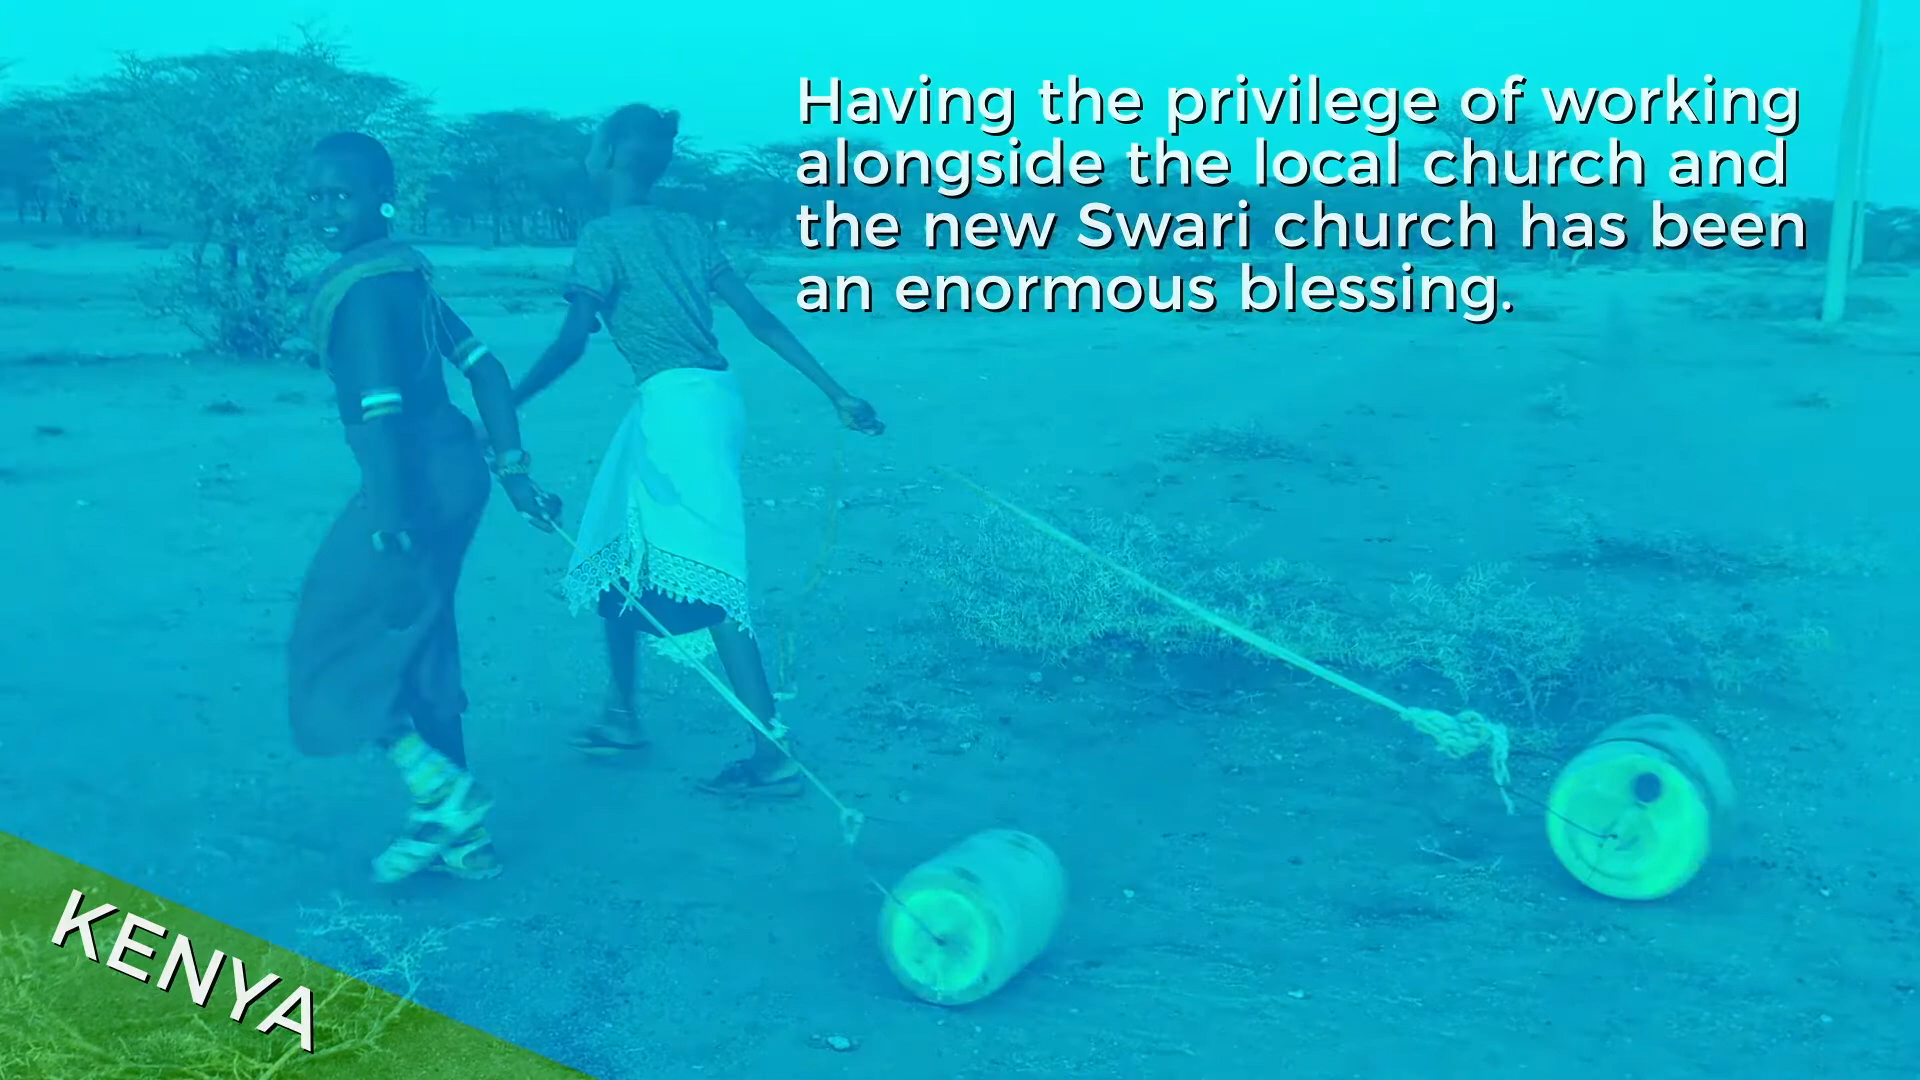 Having the privilege of working
alongside the local church and
the new Swari church has been
an enormous blessing.
KENYA